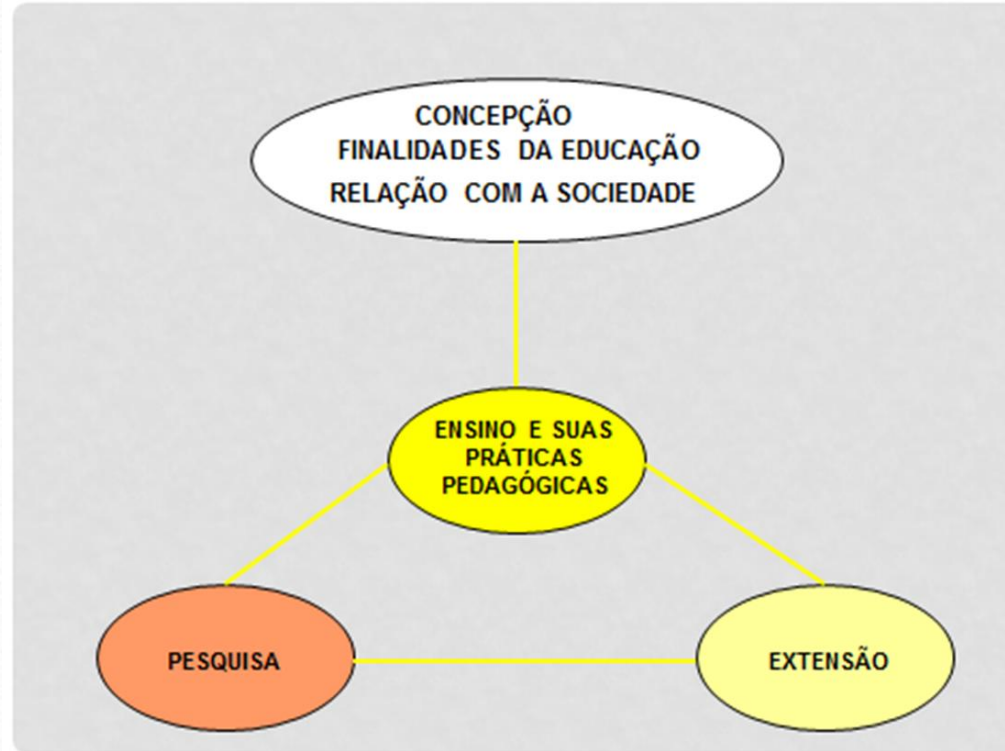 CONCEPÇÃO
FINALIDADES DA EDUCAÇÃO
RELAÇÃO COM A SOCIEDADE
ENSINO E SUAS
PRÁTICAS
PEDAGÓGICAS
PESQUISA
EXTENSÃO